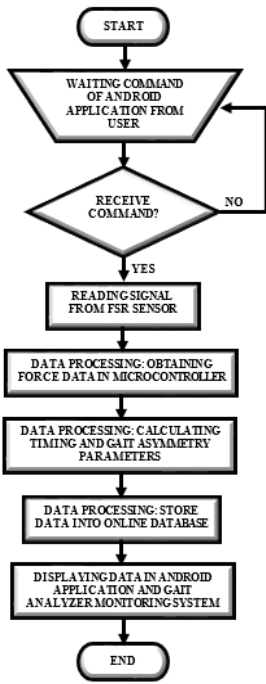 START
WAITING COMMAND
OF ANDROID
APPLICATION FROM
USER
RECEIVE
COMMAND?
NO
YES
READING SIGNAL
FROM FSR SENSOR
DATA PROCESSING: OBTAINING
FORCE DATA IN MICROCONTROLLER
DATA PROCESSING: CALCULATING
TIMING AND GAIT ASYMMETRY
PARAMETERS
DATA PROCESSING: STORE
DATA INTO ONLINE DATABASE
DISPLAYING DATA IN ANDROID
APPLICATION AND GAIT
ANALYZER MONITORING SYSTEM
END